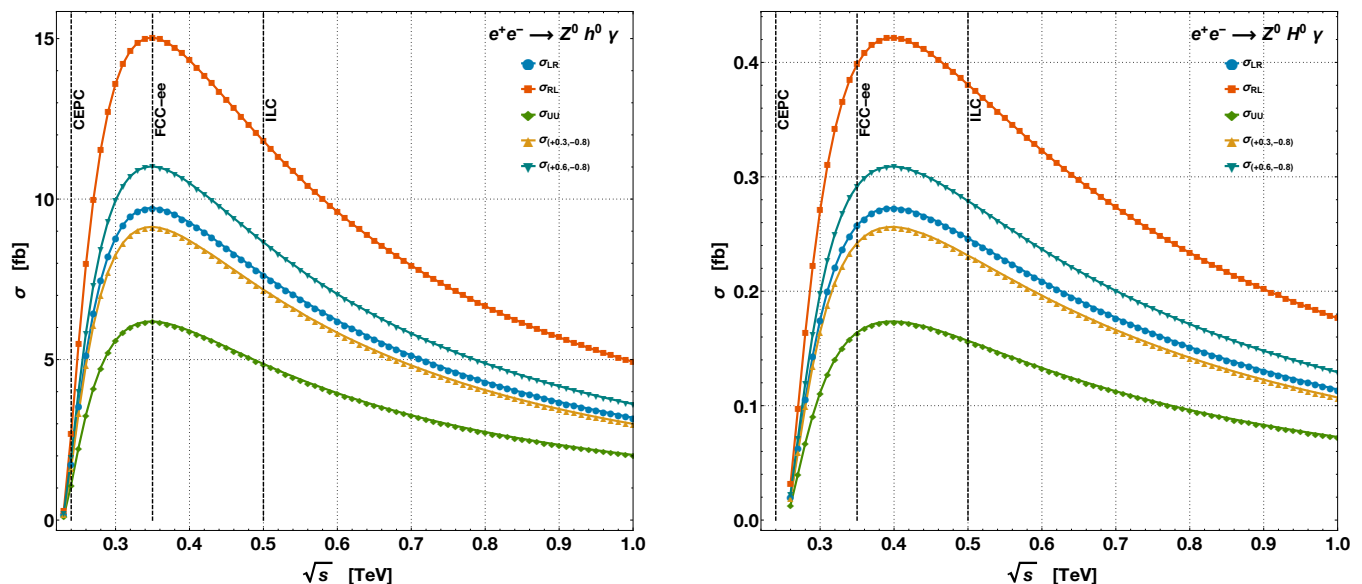 e⁺e⁻ ⟶ Z⁰ h⁰ γ
σLR
σRL
σUU
σ(+0.3,−0.8)
σ(+0.6,−0.8)
CEPC
FCC−ee
ILC
15
10
5
0
σ [fb]
0.3 0.4 0.5 0.6 0.7 0.8 0.9 1.0
√s [TeV]
e⁺e⁻ ⟶ Z⁰ H⁰ γ
σLR
σRL
σUU
σ(+0.3,−0.8)
σ(+0.6,−0.8)
CEPC
FCC−ee
ILC
0.4
0.3
0.2
0.1
0.0
σ [fb]
0.3 0.4 0.5 0.6 0.7 0.8 0.9 1.0
√s [TeV]